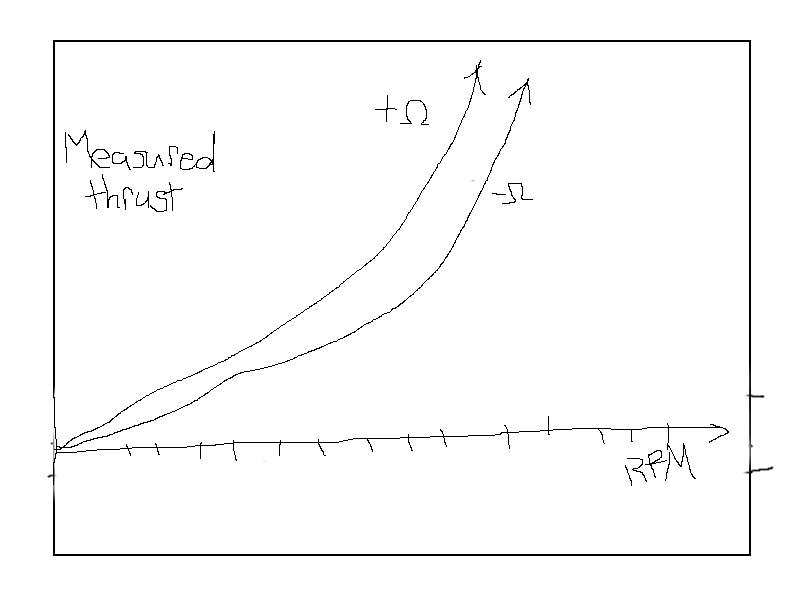 +Ω
Measured
thrust
-Ω
RPM